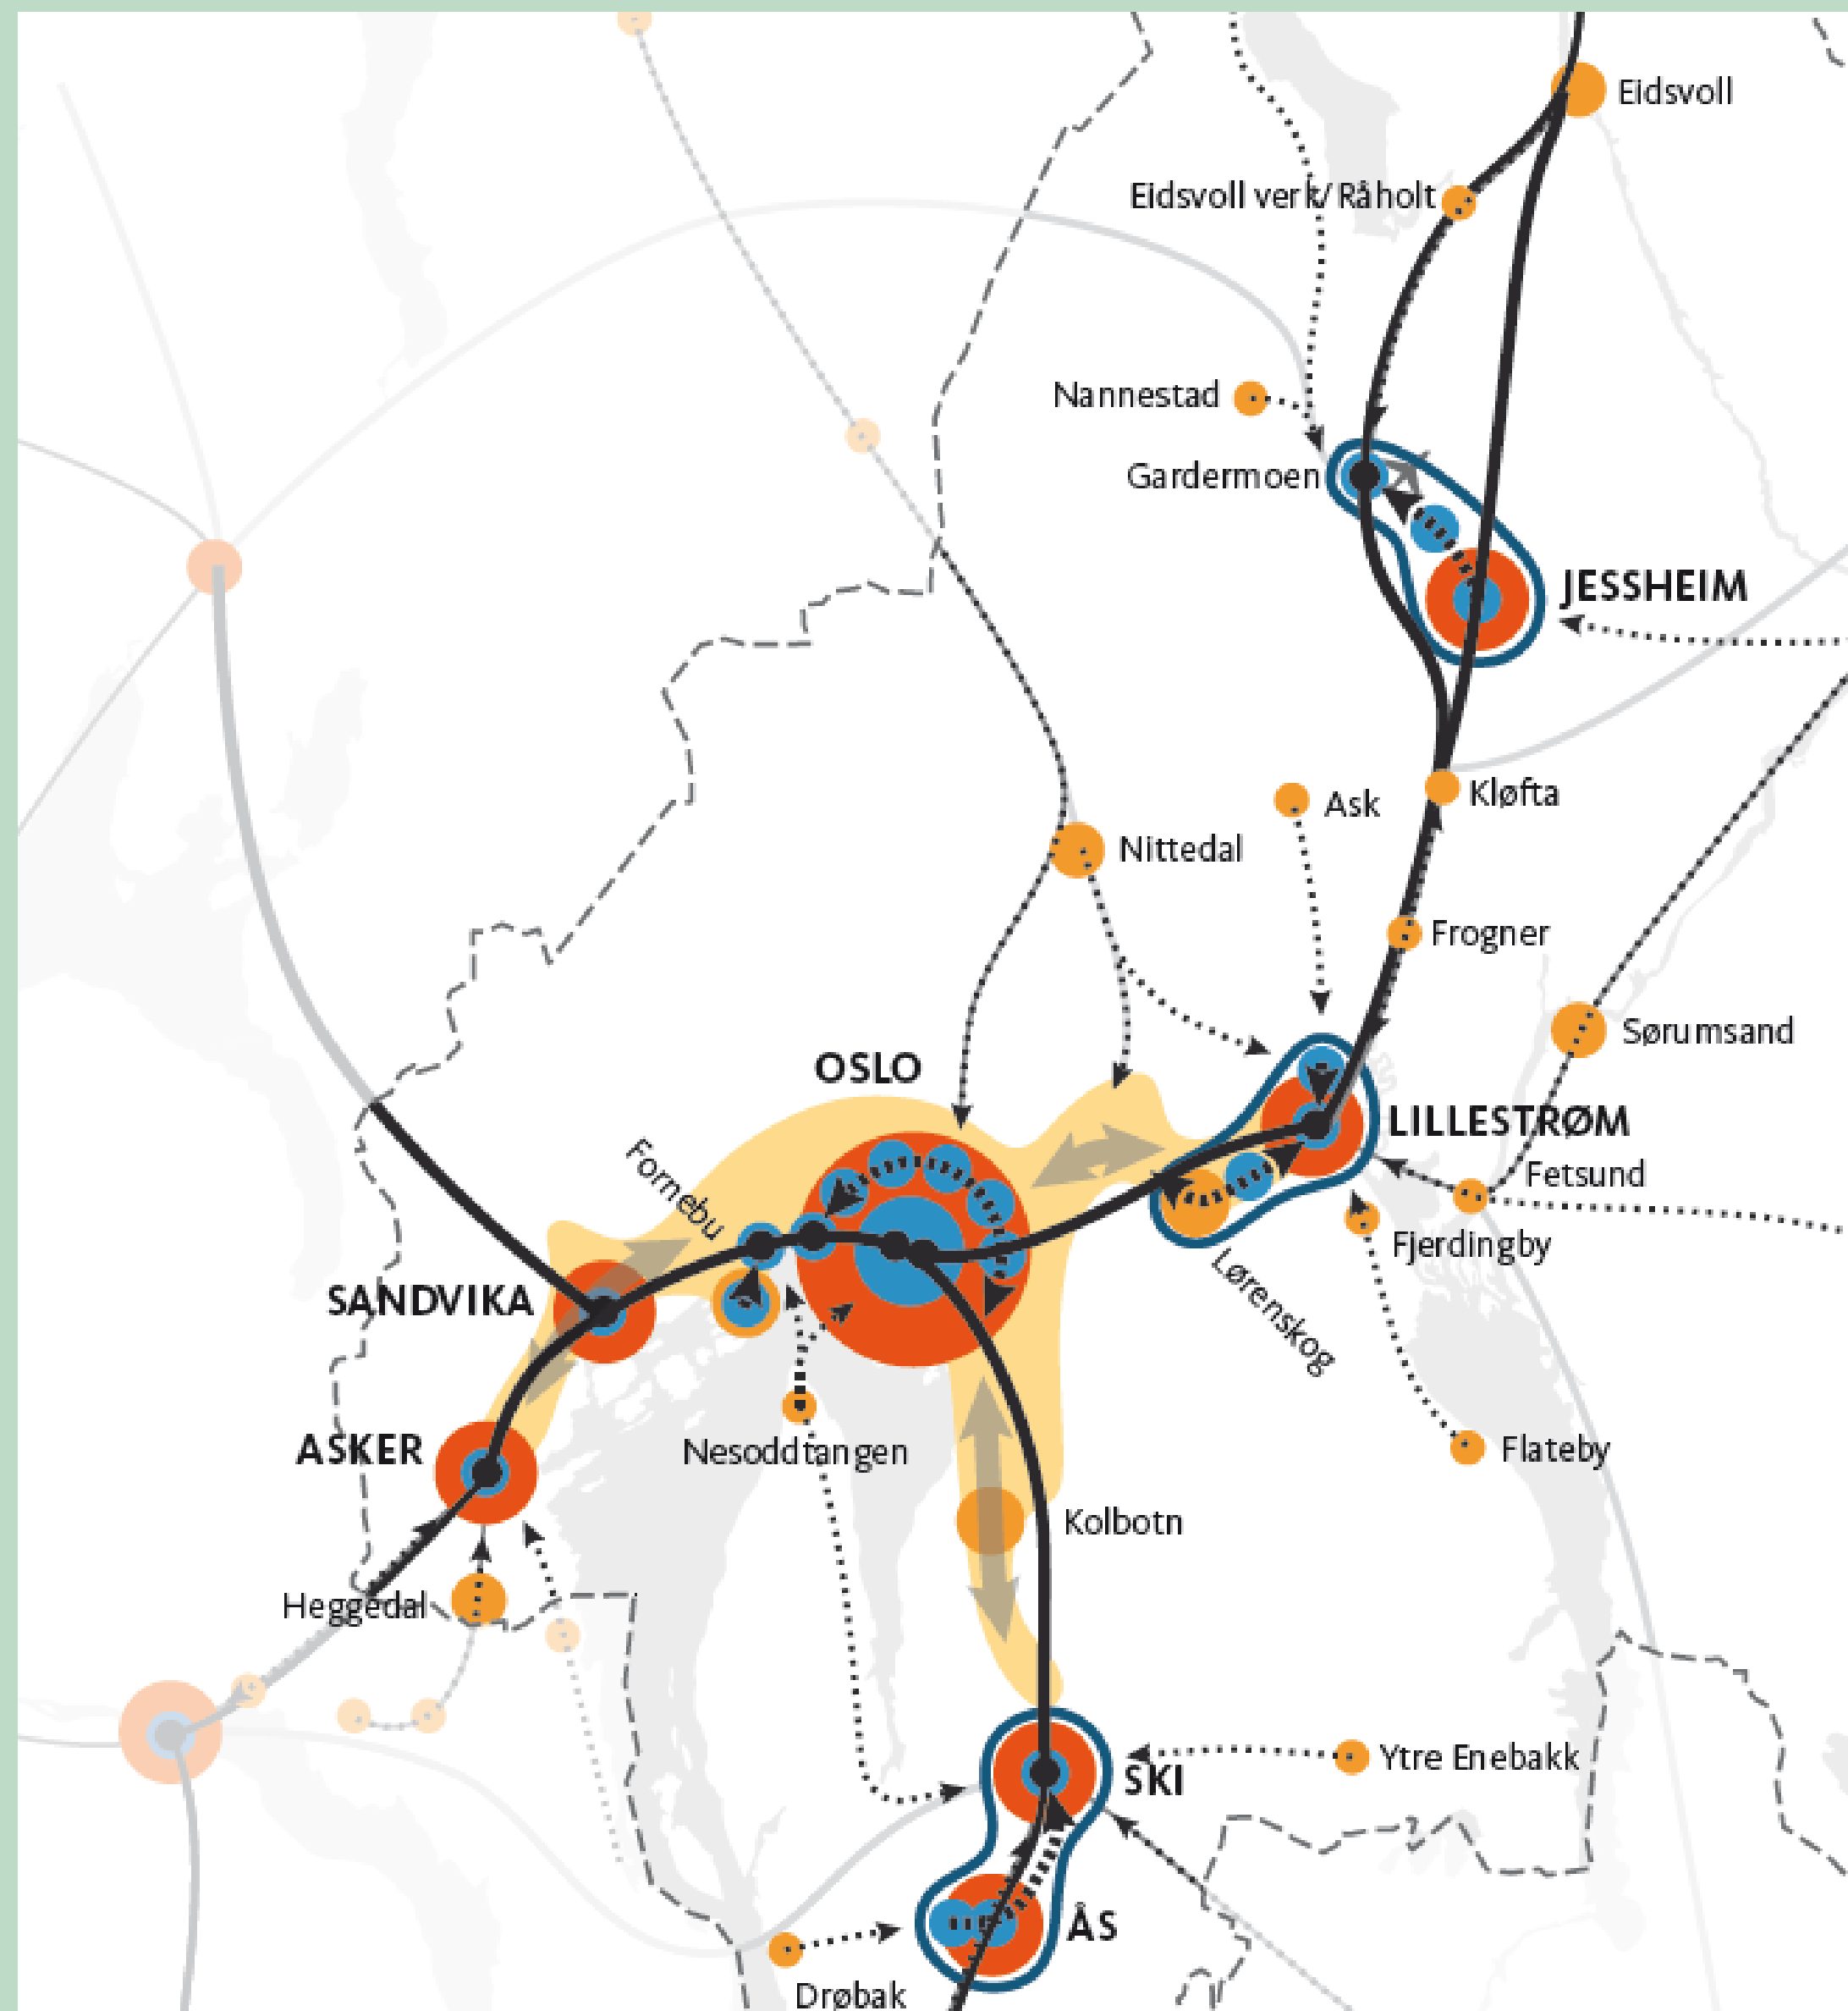 Eidsvoll
Eidsvoll verk/Råholt
Nannestad
Gardermoen
JESSHEIM
Ask
Kløfta
Nittedal
Frogner
Sørumsand
OSLO
LILLESTRØM
Fornebu
Fetsund
Fjerdingby
SANDVIKA
Lørenskog
ASKER
Nesoddtangen
Flateby
Kolbotn
Heggedal
Ytre Enebakk
SKI
ÅS
Drøbak